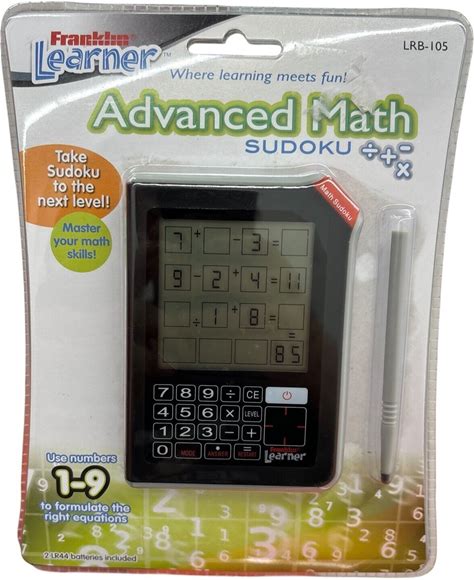 Franklin
Learner™
LRB-105
Where learning meets fun!
Advanced Math
SUDOKU ÷+-x
Take
Sudoku
to the
next level!
Master
your math
skills!
Math Sudoku
7 + - 3 =
9 - 2 + 4 = 11
÷ 1 + 8 =
85
7 8 9 ÷ CE
4 5 6 × LEVEL
1 2 3 - +
0 MODE • ANSWER = RESTART
Franklin
Learner
Use numbers
1-9
to formulate the
right equations
2 LR44 batteries included